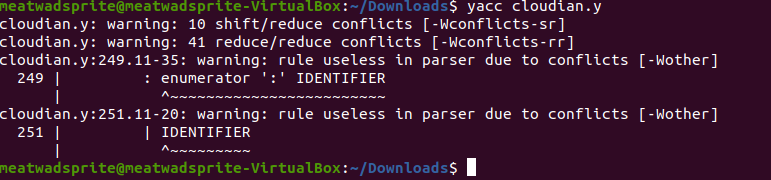 meatwadsprite@meatwadsprite-VirtualBox:~/Downloads$ yacc cloudian.y
cloudian.y: warning: 10 shift/reduce conflicts [-Wconflicts-sr]
cloudian.y: warning: 41 reduce/reduce conflicts [-Wconflicts-rr]
cloudian.y:249.11-35: warning: rule useless in parser due to conflicts [-Wother]
  249 |         : enumerator ':' IDENTIFIER
      |           ^~~~~~~~~~~~~~~~~~~~~~~~~
cloudian.y:251.11-20: warning: rule useless in parser due to conflicts [-Wother]
  251 |         | IDENTIFIER
      |           ^~~~~~~~~~
meatwadsprite@meatwadsprite-VirtualBox:~/Downloads$